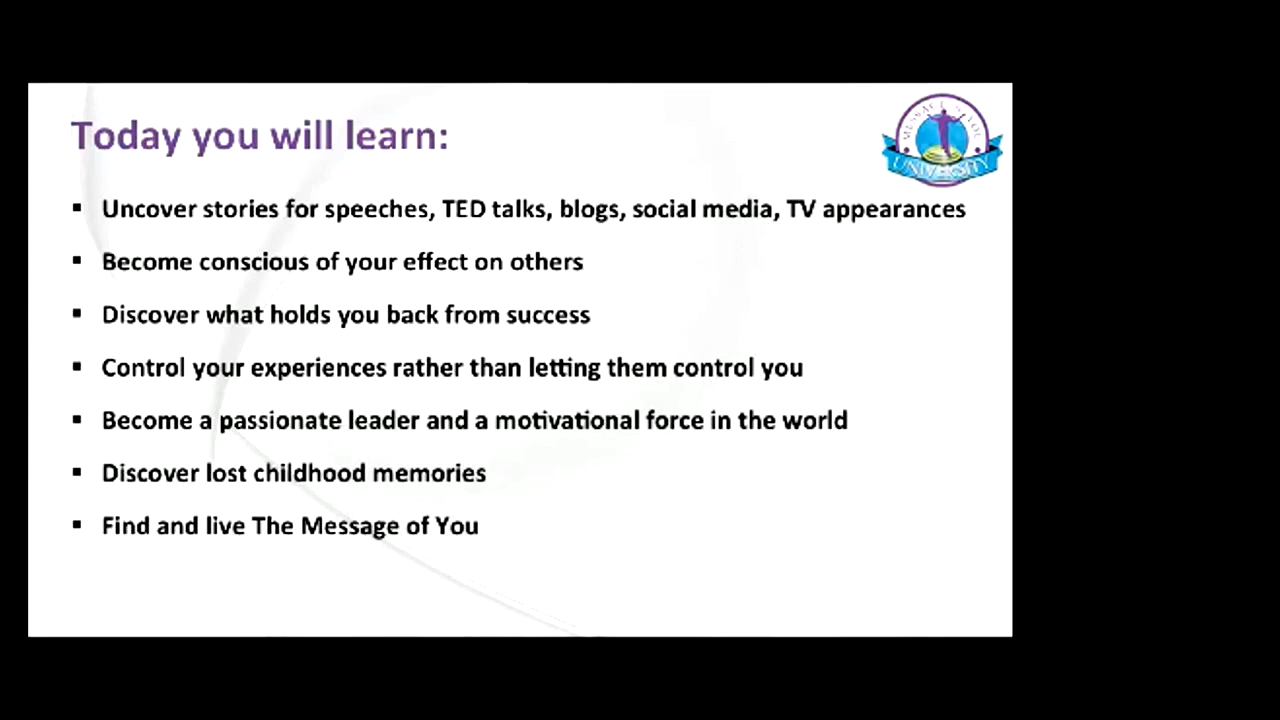 Today you will learn:
MESSAGE OF YOU
UNIVERSITY
▪ Uncover stories for speeches, TED talks, blogs, social media, TV appearances
▪ Become conscious of your effect on others
▪ Discover what holds you back from success
▪ Control your experiences rather than letting them control you
▪ Become a passionate leader and a motivational force in the world
▪ Discover lost childhood memories
▪ Find and live The Message of You